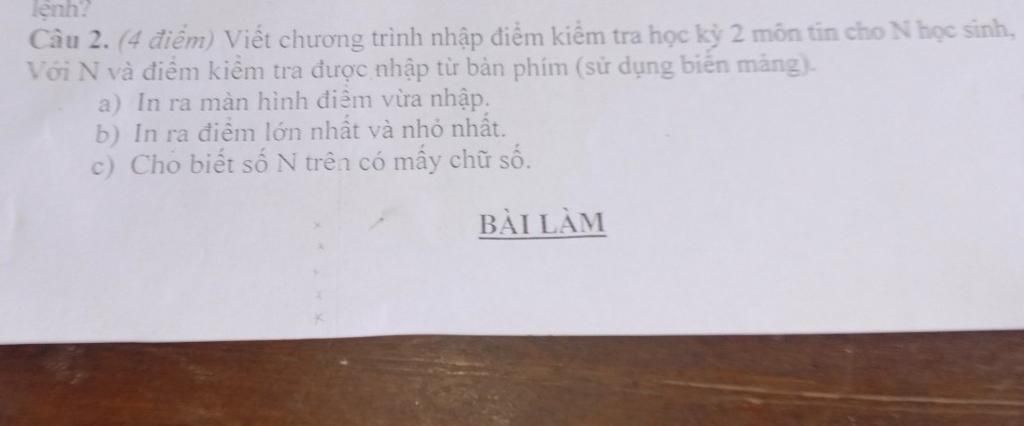 lệnh?
Câu 2. (4 điểm) Viết chương trình nhập điểm kiểm tra học kỳ 2 môn tin cho N học sinh,
Với N và điểm kiểm tra được nhập từ bàn phím (sử dụng biến mảng).
a) In ra màn hình điểm vừa nhập.
b) In ra điểm lớn nhất và nhỏ nhất.
c) Cho biết số N trên có mấy chữ số.
BÀI LÀM